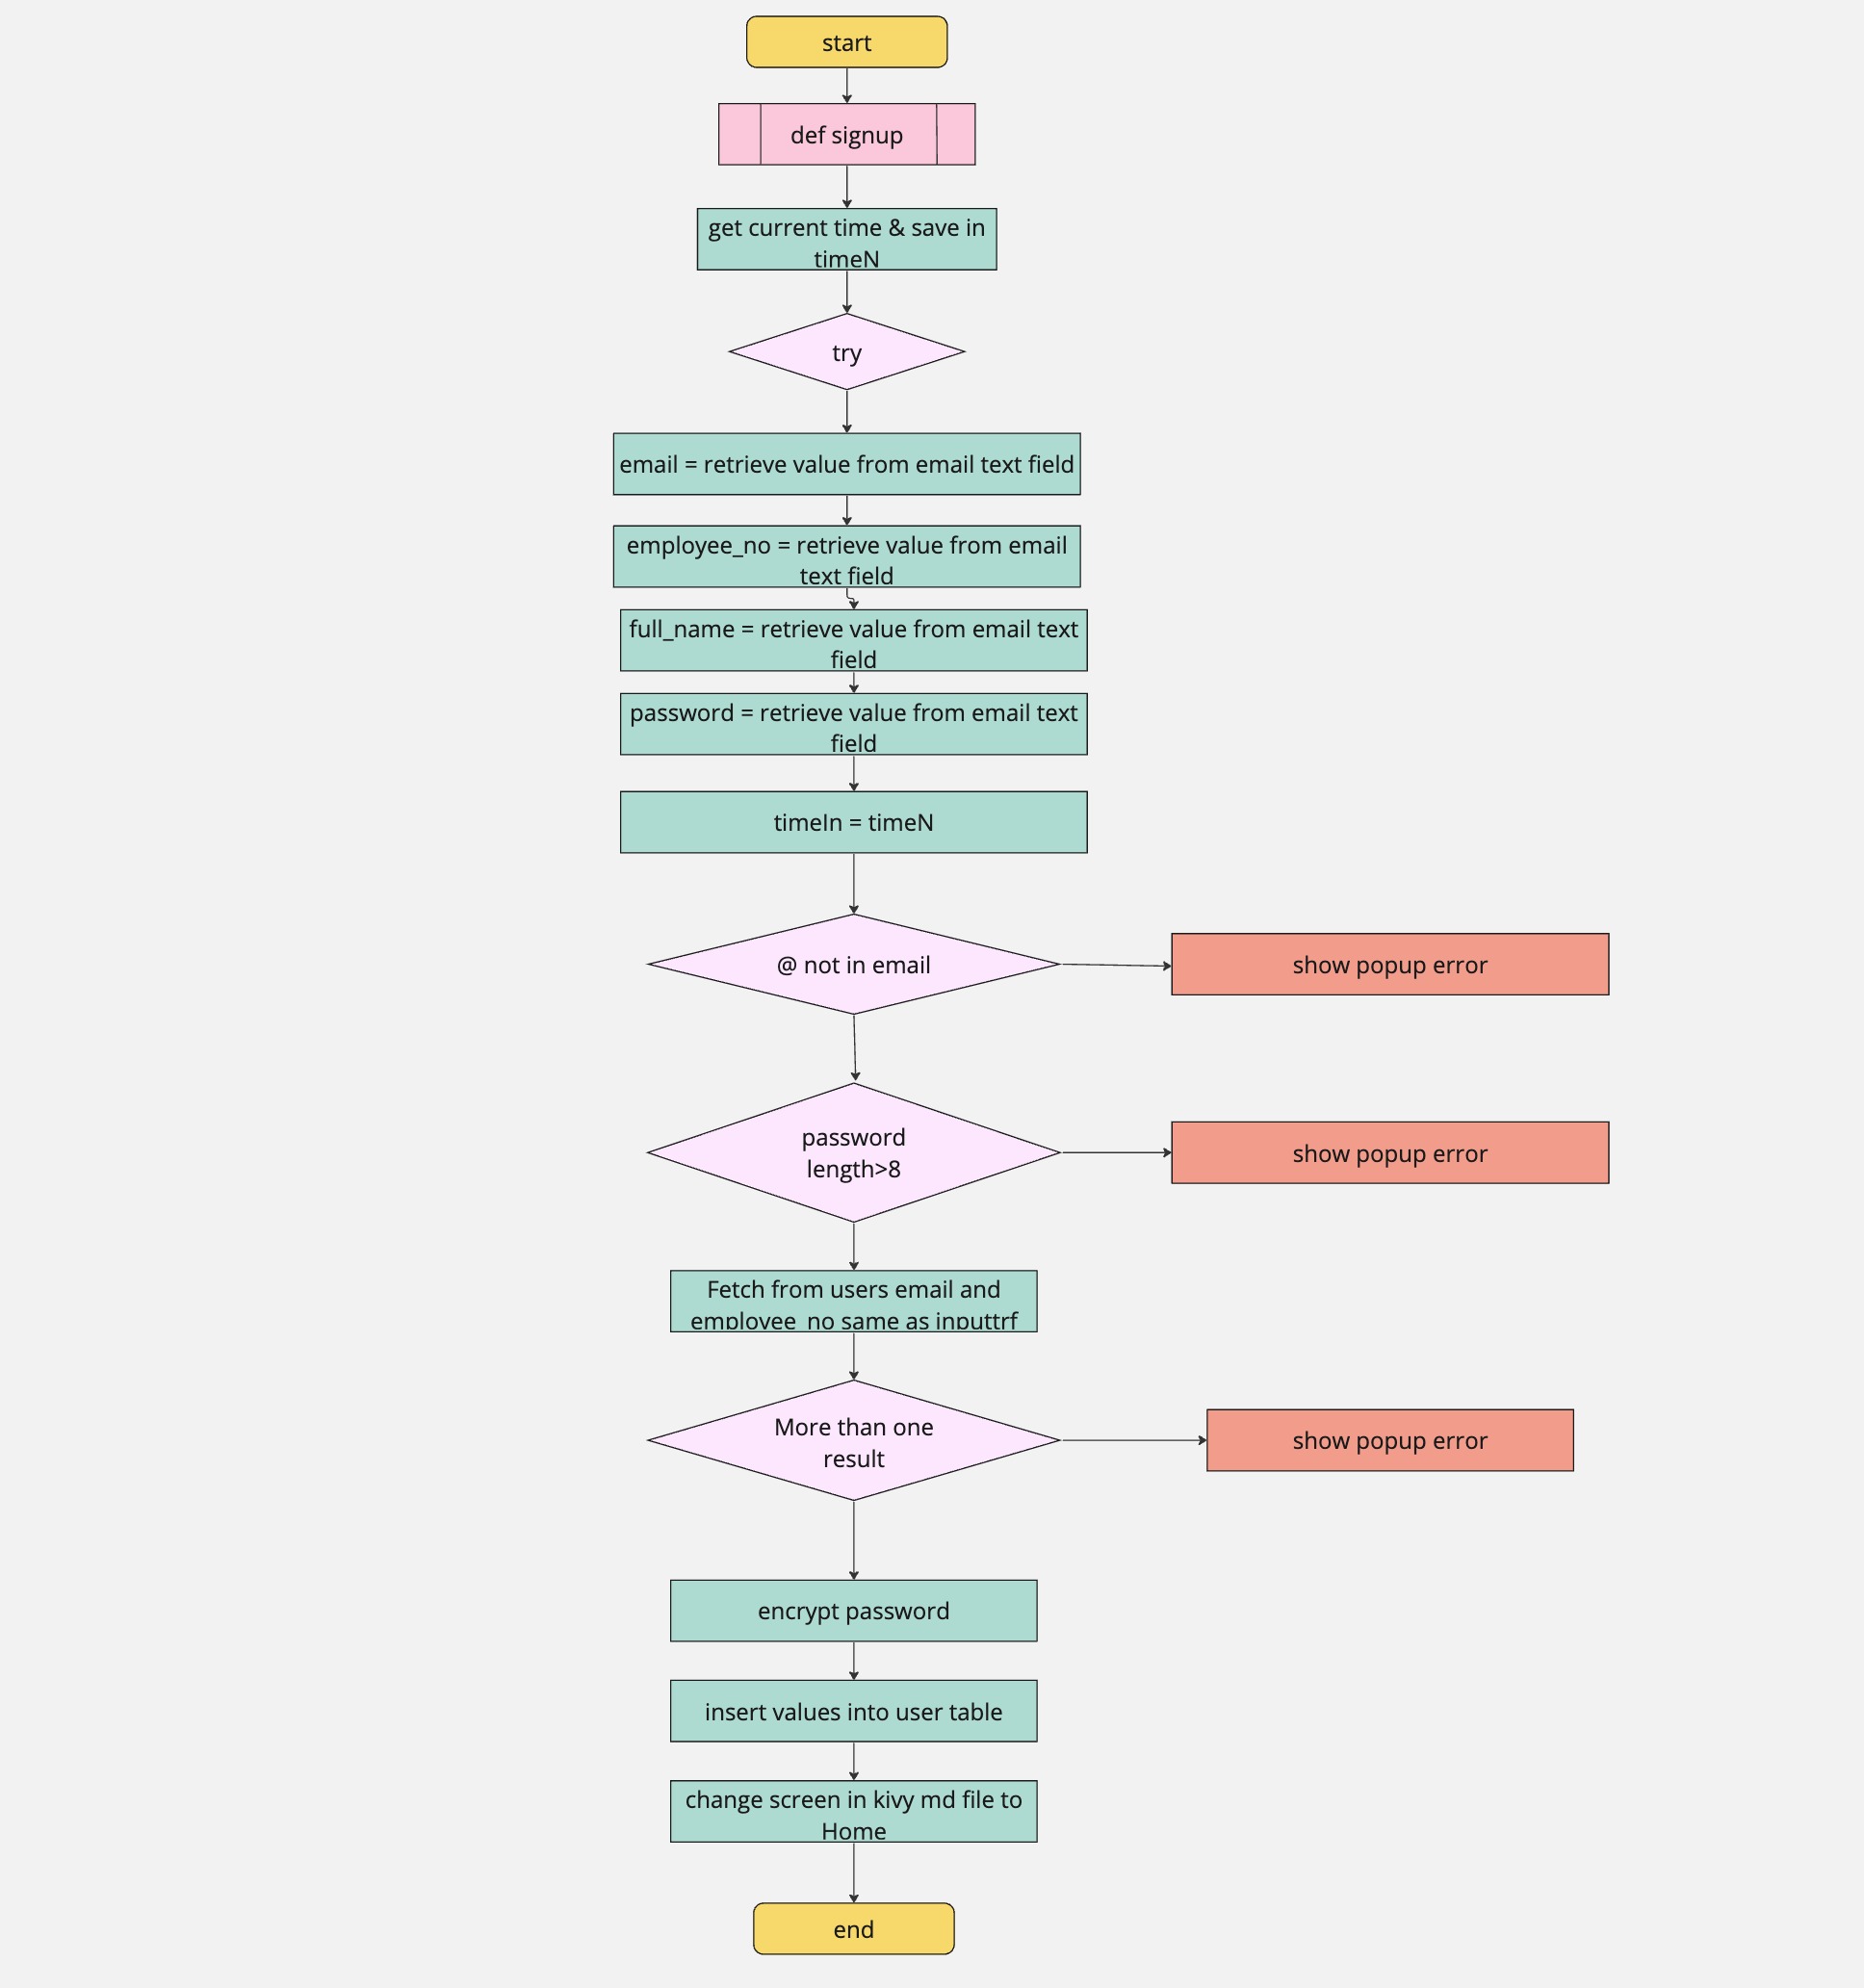 start
def signup
get current time & save in
timeN
try
email = retrieve value from email text field
employee_no = retrieve value from email
text field
full_name = retrieve value from email text
field
password = retrieve value from email text
field
timeIn = timeN
@ not in email
show popup error
password
length>8
show popup error
Fetch from users email and
employee_no same as inputtrf
More than one
result
show popup error
encrypt password
insert values into user table
change screen in kivy md file to
Home
end